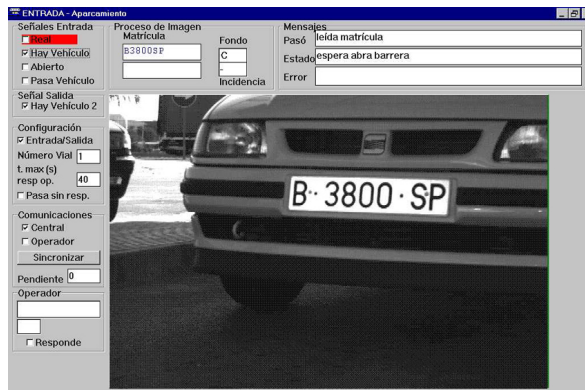 ENTRADA - Aparcamiento
Señales Entrada
Real
Hay Vehículo
Abierto
Pasa Vehículo
Señal Salida
Hay Vehículo 2
Configuración
Entrada/Salida
Número Vial 1
t. max (s)
resp op. 40
Pasa sin resp.
Comunicaciones
Central
Operador
Sincronizar
Pendiente 0
Operador
Responde
Proceso de Imagen
Matrícula
B3800SP
Fondo
C
-
Incidencia
Mensajes
Pasó leída matrícula
Estado espera abra barrera
Error
B·· 3800 · SP